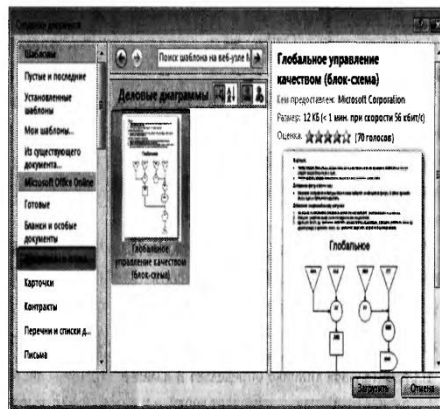 Создание документа
Шаблоны
Пустые и последние
Установленные
шаблоны
Мои шаблоны...
Из существующего
документа...
Microsoft Office Online
Готовые
Бланки и особые
документы
Карточки
Контракты
Перечни и списки д...
Письма
Поиск шаблона на веб-узле М
Деловые диаграммы
Глобальное
управление качеством
(блок-схема)
Глобальное управление
качеством (блок-схема)
Кем предоставлен: Microsoft Corporation
Размер: 12 КБ (< 1 мин. при скорости 56 кбит/с)
Оценка: (70 голосов)
Глобальное
Загрузить
Отмена